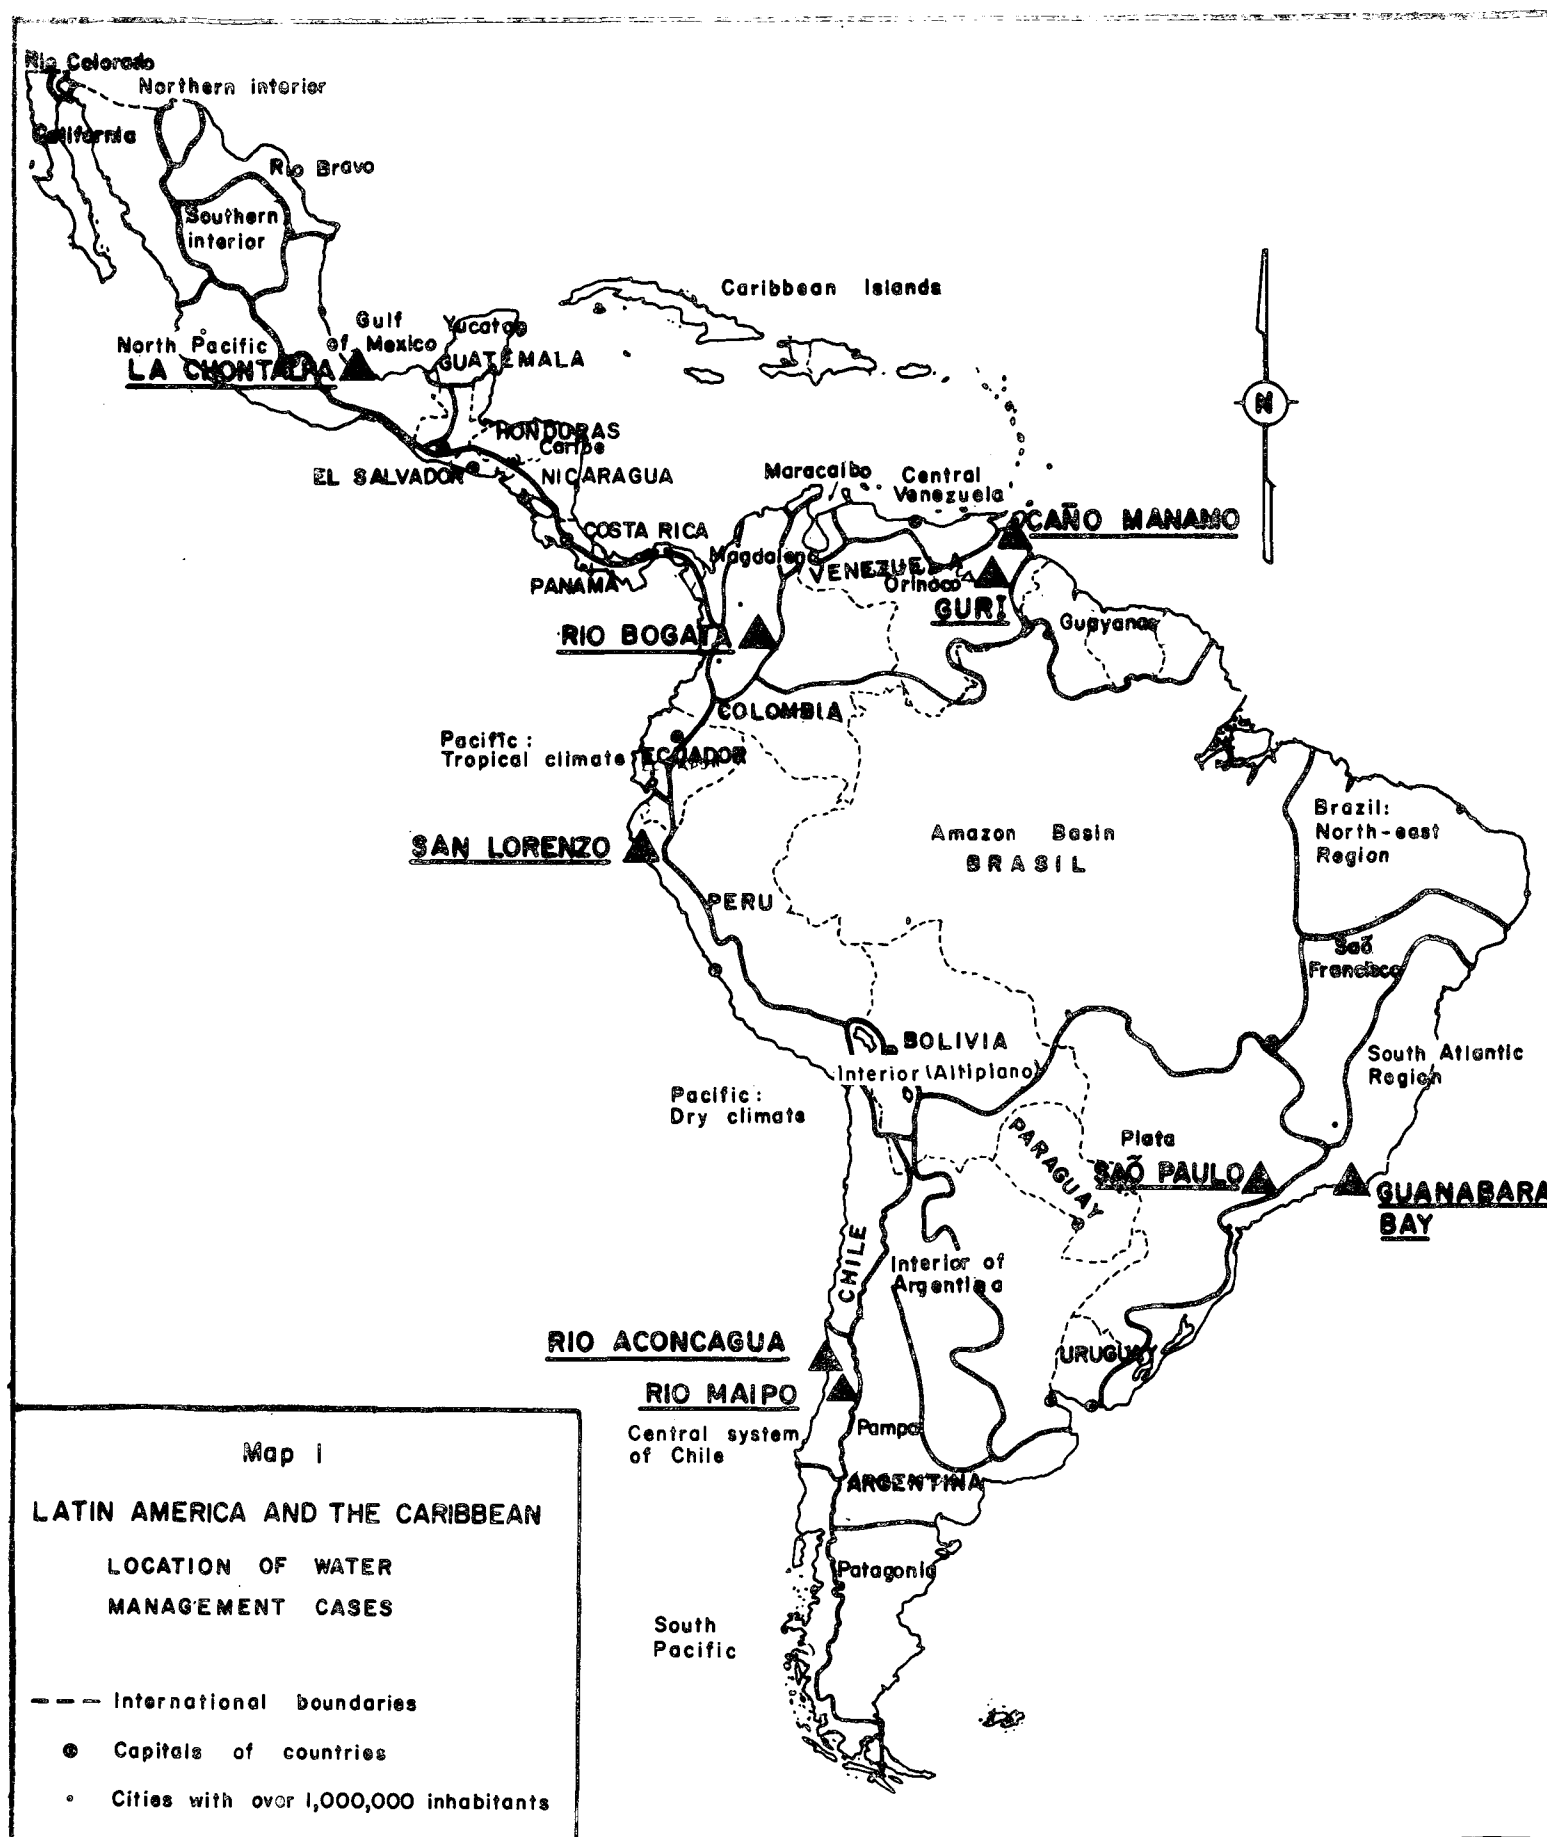 Rio Colorado
Northern interior
California
Rio Bravo
Southern
interior
Caribbean Islands
Gulf
of Mexico
Yucatan
North Pacific
LA CHONTALPA
GUATEMALA
HONDURAS
Caribe
EL SALVADOR
NICARAGUA
Maracaibo
Central
Venezuela
N
CAÑO MANAMO
COSTA RICA
Magdalena
VENEZUELA
PANAMA
Orinoco
GURI
Guayanas
RIO BOGATA
COLOMBIA
Pacific:
Tropical climate
ECUADOR
SAN LORENZO
Amazon Basin
BRASIL
Brazil:
North-east
Region
PERU
Saõ
Francisco
BOLIVIA
Interior (Altiplano)
South Atlantic
Region
Pacific:
Dry climate
PARAGUAY
Plata
SAÕ PAULO
GUANABARA
BAY
CHILE
Interior of
Argentina
RIO ACONCAGUA
URUGUAY
RIO MAIPO
Central system
of Chile
Pampa
ARGENTINA
Patagonia
South
Pacific
Map 1
LATIN AMERICA AND THE CARIBBEAN
LOCATION OF WATER
MANAGEMENT CASES
International boundaries
Capitals of countries
Cities with over 1,000,000 inhabitants